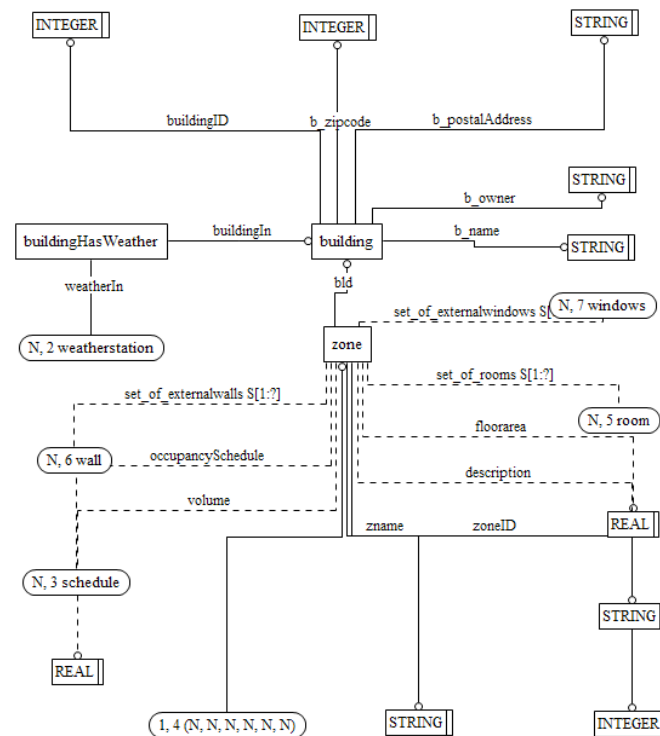 INTEGER
INTEGER
STRING
buildingID
b_zipcode
b_postalAddress
STRING
b_owner
buildingHasWeather
buildingIn
building
b_name
STRING
weatherIn
bld
set_of_externalwindows S[
N, 7 windows
N, 2 weatherstation
zone
set_of_externalwalls S[1:?]
set_of_rooms S[1:?]
N, 5 room
floorarea
N, 6 wall
occupancySchedule
description
volume
zname
zoneID
REAL
N, 3 schedule
STRING
REAL
1, 4 (N, N, N, N, N, N)
STRING
INTEGER